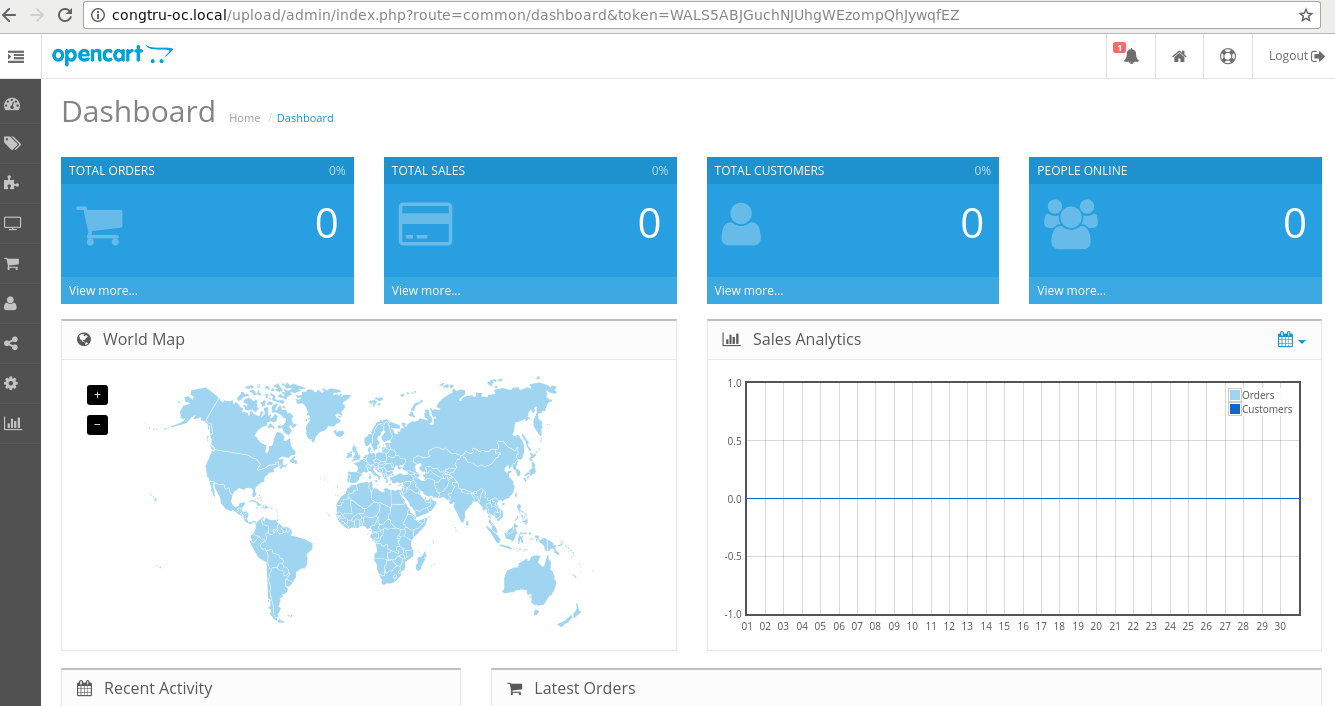 congtru-oc.local/upload/admin/index.php?route=common/dashboard&token=WALS5ABJGuchNJUhgWEzompQhJywqfEZ
opencart 1 Logout
Dashboard Home / Dashboard
TOTAL ORDERS 0% TOTAL SALES 0% TOTAL CUSTOMERS 0% PEOPLE ONLINE
0 0 0 0
View more... View more... View more... View more...
World Map Sales Analytics
+
−
1.0
0.5
0.0
-0.5
-1.0
Orders
Customers
01 02 03 04 05 06 07 08 09 10 11 12 13 14 15 16 17 18 19 20 21 22 23 24 25 26 27 28 29 30
Recent Activity Latest Orders